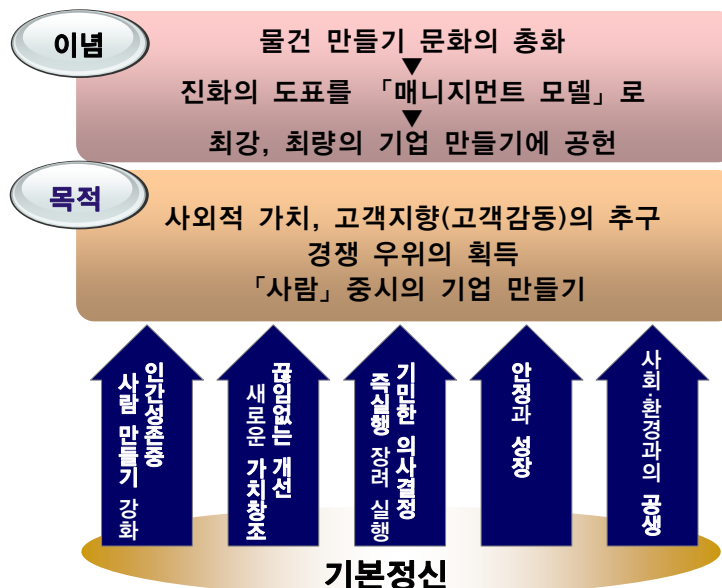 이념
물건 만들기 문화의 총화
▼
진화의 도표를 「매니지먼트 모델」로
▼
최강, 최량의 기업 만들기에 공헌
목적
사외적 가치, 고객지향(고객감동)의 추구
경쟁 우위의 획득
「사람」중시의 기업 만들기
인간성존중
사람 만들기 강화
끊임없는 개선
새로운 가치창조
기민한 의사결정
즉실행 장려 실행
안정과 성장
사회·환경과의 공생
기본정신